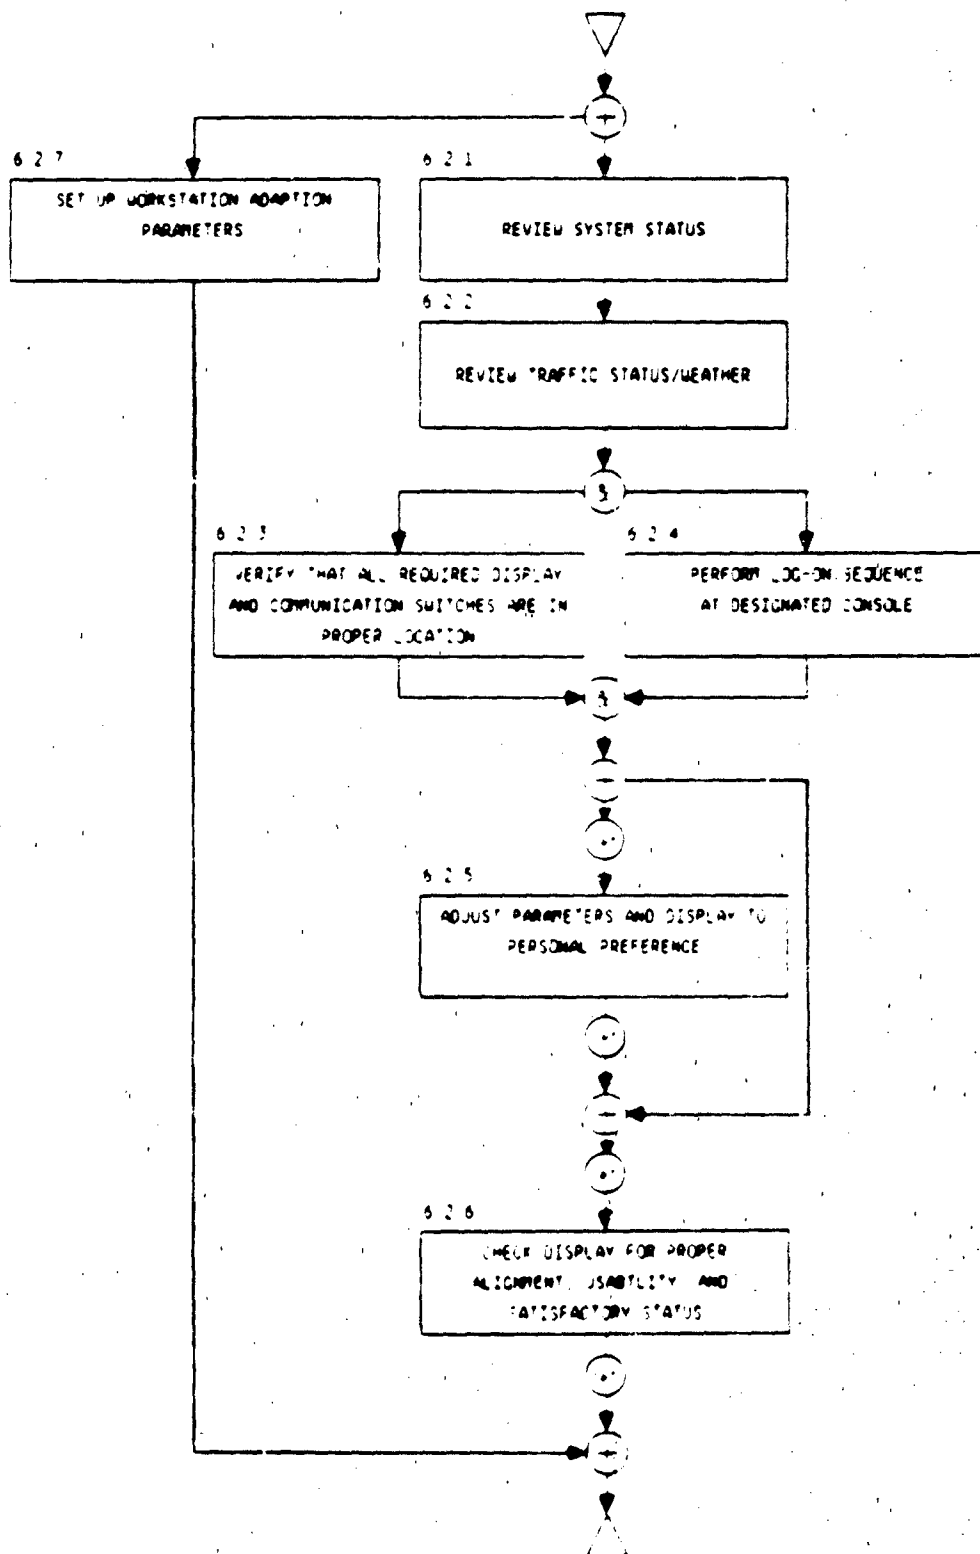 6 2 7
SET UP WORKSTATION ADAPTION
PARAMETERS
6 2 1
REVIEW SYSTEM STATUS
6 2 2
REVIEW TRAFFIC STATUS/WEATHER
&
6 2 3
VERIFY THAT ALL REQUIRED DISPLAY
AND COMMUNICATION SWITCHES ARE IN
PROPER LOCATION
6 2 4
PERFORM LOG-ON SEQUENCE
AT DESIGNATED CONSOLE
&
6 2 5
ADJUST PARAMETERS AND DISPLAY TO
PERSONAL PREFERENCE
6 2 6
CHECK DISPLAY FOR PROPER
ALIGNMENT, USABILITY AND
SATISFACTORY STATUS